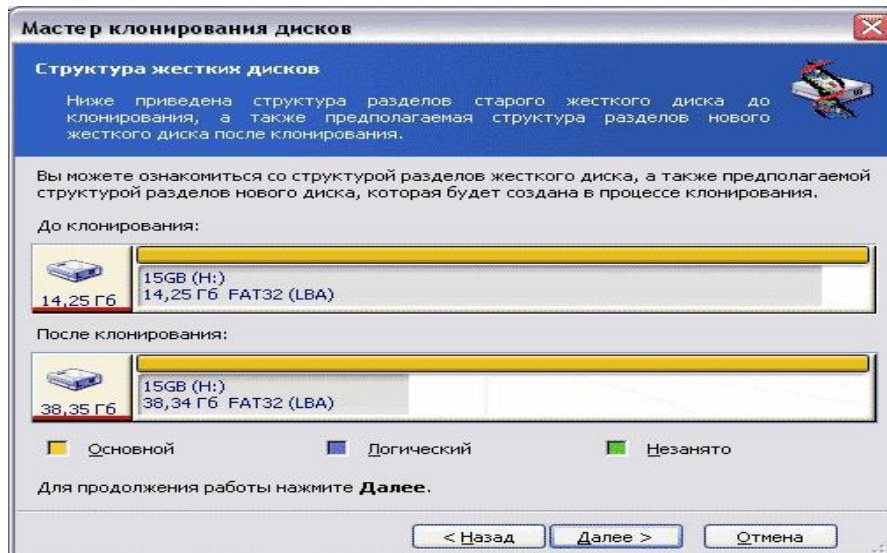 Мастер клонирования дисков
Структура жестких дисков
Ниже приведена структура разделов старого жесткого диска до
клонирования, а также предполагаемая структура разделов нового
жесткого диска после клонирования.
Вы можете ознакомиться со структурой разделов жесткого диска, а также предполагаемой
структурой разделов нового диска, которая будет создана в процессе клонирования.
До клонирования:
15GB (H:)
14,25 Гб 14,25 Гб FAT32 (LBA)
После клонирования:
15GB (H:)
38,35 Гб 38,34 Гб FAT32 (LBA)
Основной Логический Незанято
Для продолжения работы нажмите Далее.
< Назад Далее > Отмена